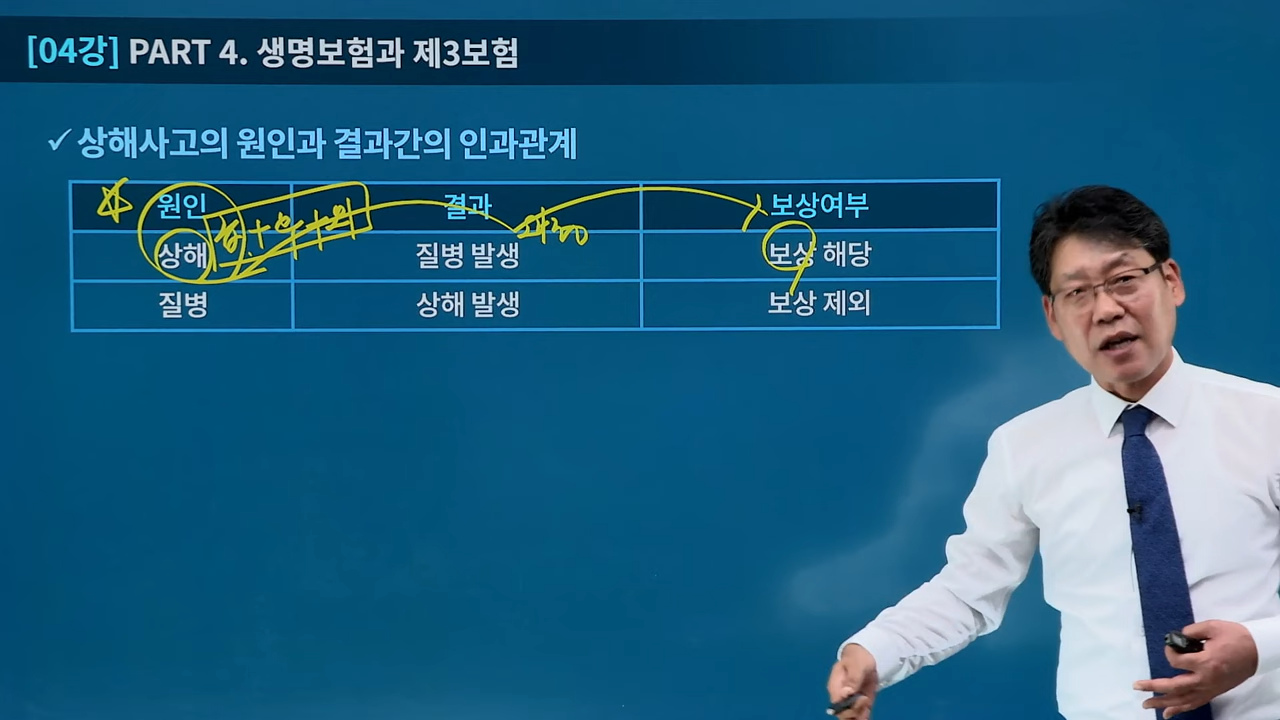 [04강] PART 4. 생명보험과 제3보험
✓ 상해사고의 원인과 결과간의 인과관계
원인 결과 보상여부
상해 질병 발생 보상 해당
질병 상해 발생 보상 제외